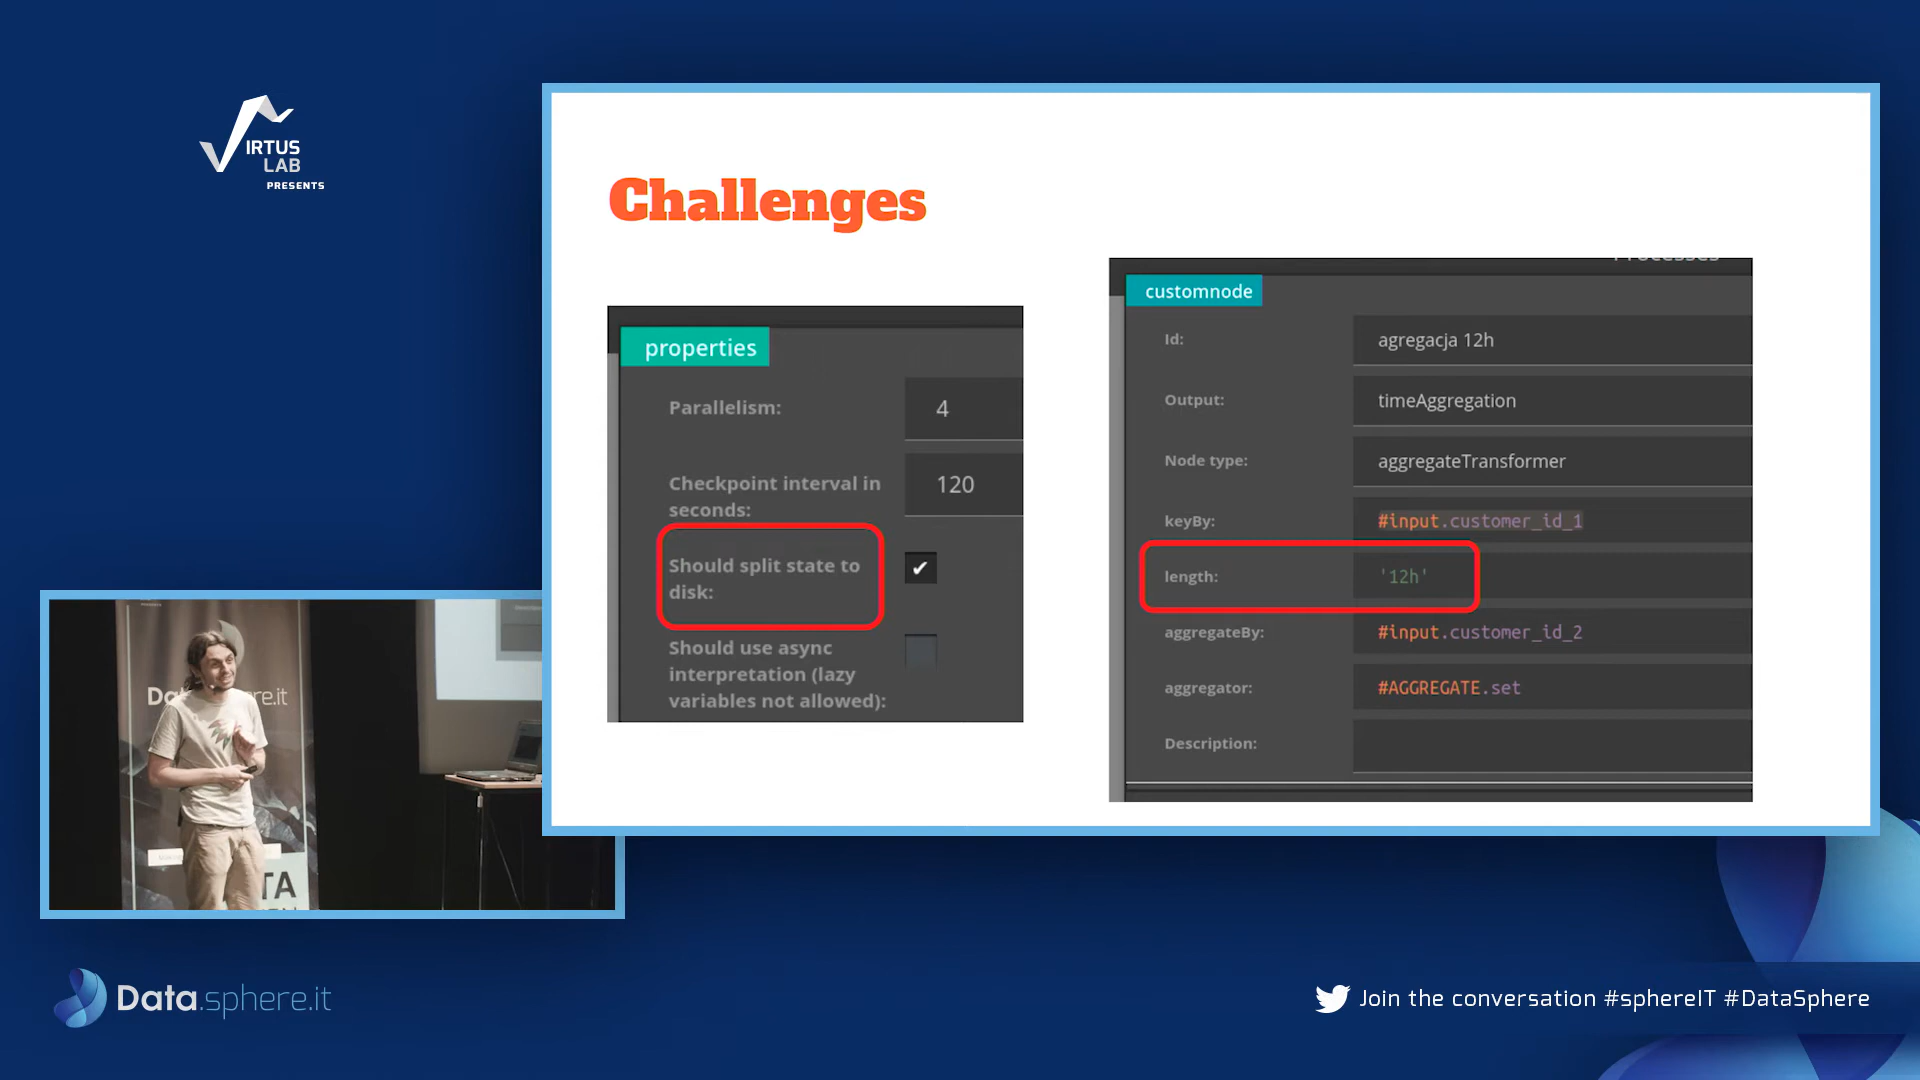 IRTUS
LAB
PRESENTS
Challenges
properties
Parallelism:
4
Checkpoint interval in
seconds:
120
Should split state to
disk:
✔
Should use async
interpretation (lazy
variables not allowed):
customnode
Id:
agregacja 12h
Output:
timeAggregation
Node type:
aggregateTransformer
keyBy:
#input.customer_id_1
length:
'12h'
aggregateBy:
#input.customer_id_2
aggregator:
#AGGREGATE.set
Description:
Data.sphere.it
Join the conversation #sphereIT #DataSphere